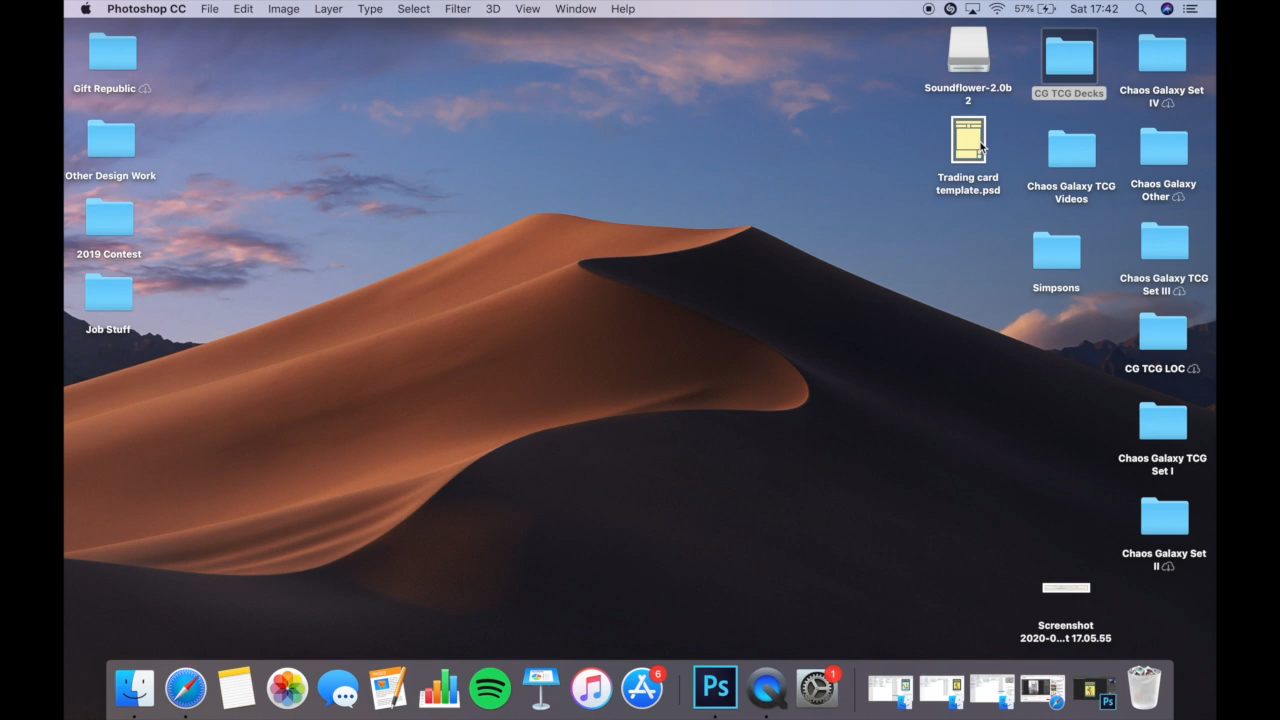 Photoshop CC File Edit Image Layer Type Select Filter 3D View Window Help 57% Sat 17:42
Gift Republic
Other Design Work
2019 Contest
Job Stuff
Soundflower-2.0b
2
CG TCG Decks
Chaos Galaxy Set
IV
Trading card
template.psd
Chaos Galaxy TCG
Videos
Chaos Galaxy
Other
Simpsons
Chaos Galaxy TCG
Set III
CG TCG LOC
Chaos Galaxy TCG
Set I
Chaos Galaxy Set
II
Screenshot
2020-0...t 17.05.55
6
Ps
1
Ps